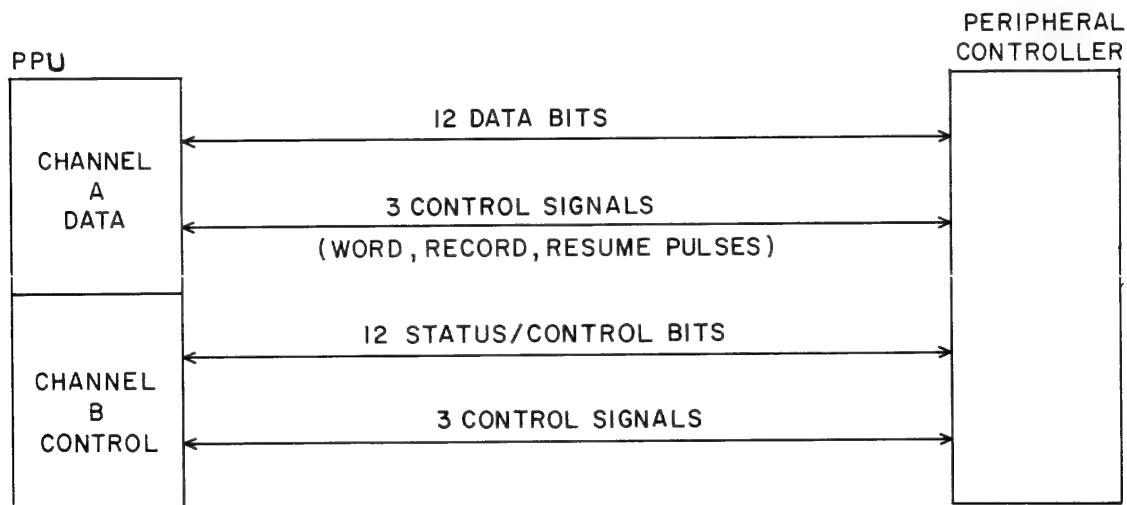 PERIPHERAL
CONTROLLER
PPU
12 DATA BITS
CHANNEL
A
DATA
3 CONTROL SIGNALS
(WORD, RECORD, RESUME PULSES)
12 STATUS/CONTROL BITS
CHANNEL
B
CONTROL
3 CONTROL SIGNALS